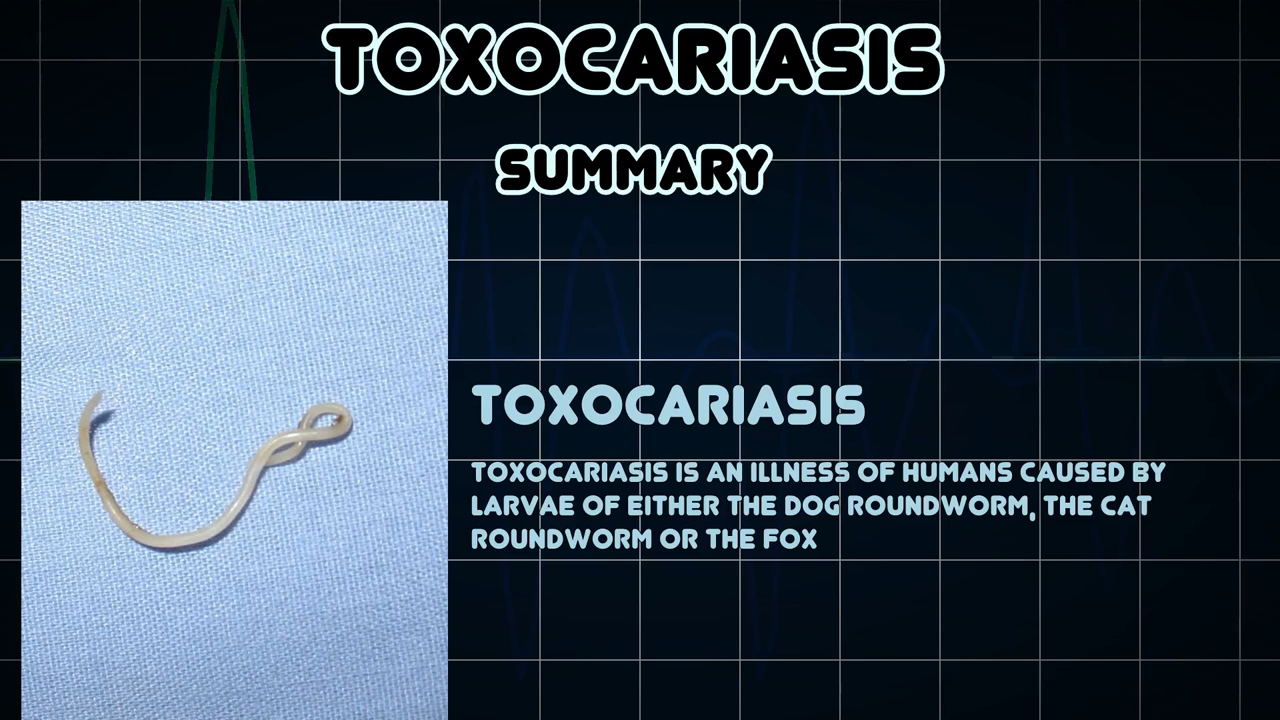 TOXOCARIASIS
SUMMARY
TOXOCARIASIS
TOXOCARIASIS IS AN ILLNESS OF HUMANS CAUSED BY
LARVAE OF EITHER THE DOG ROUNDWORM, THE CAT
ROUNDWORM OR THE FOX